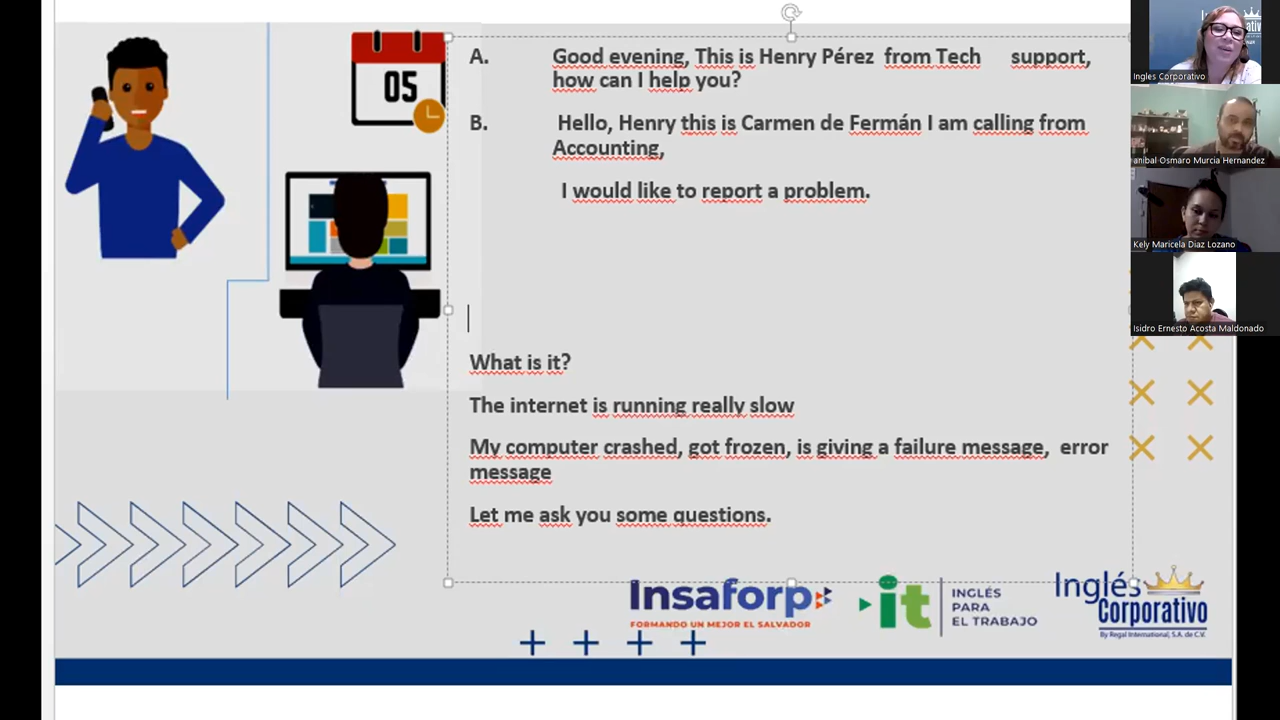 05
A. Good evening, This is Henry Pérez from Tech support,
how can I help you?
B. Hello, Henry this is Carmen de Fermán I am calling from
Accounting,
I would like to report a problem.
What is it?
The internet is running really slow
My computer crashed, got frozen, is giving a failure message, error
message
Let me ask you some questions.
Insaforp
FORMANDO UN MEJOR EL SALVADOR
it
INGLÉS
PARA
EL TRABAJO
Inglés
Corporativo
By Regal International, S.A. de C.V.
Ingles Corporativo
anibal Osmaro Murcia Hernandez
Kely Maricela Diaz Lozano
Isidro Ernesto Acosta Maldonado